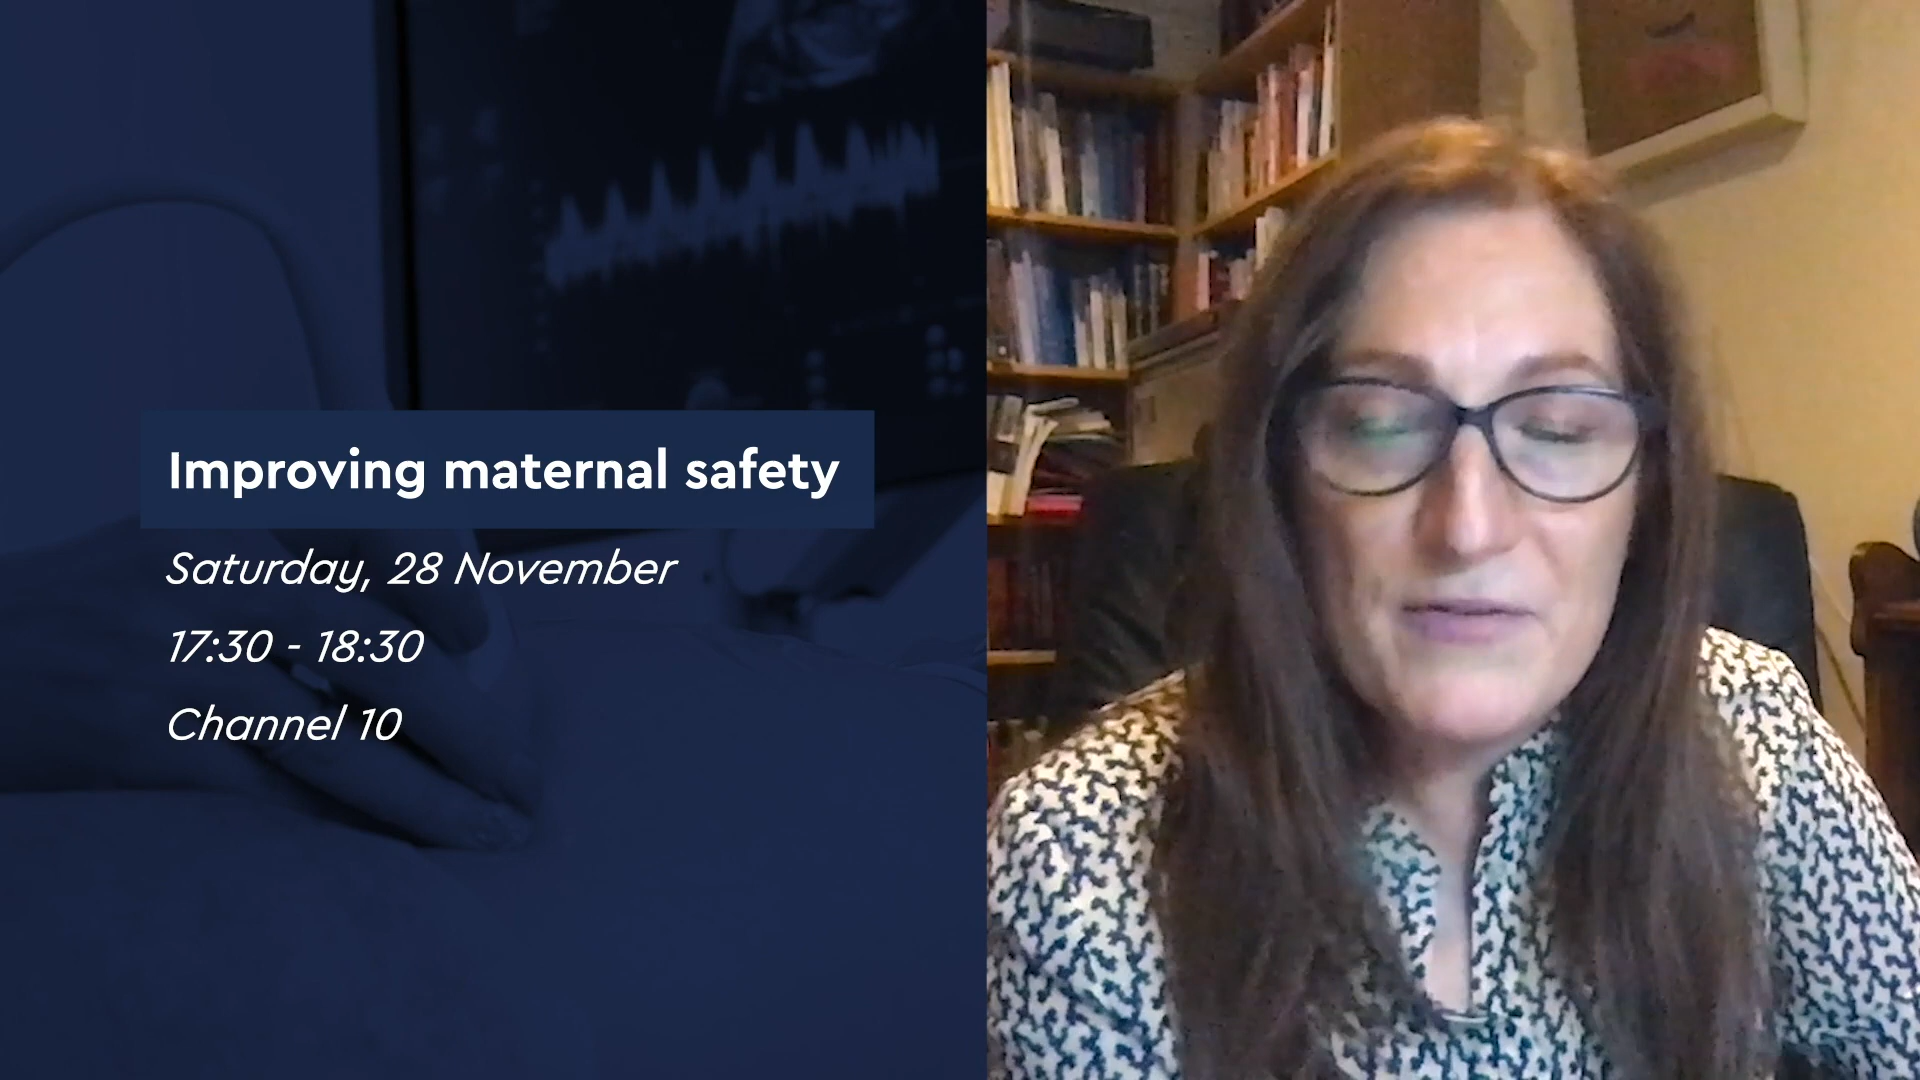 Improving maternal safety
Saturday, 28 November
17:30 - 18:30
Channel 10